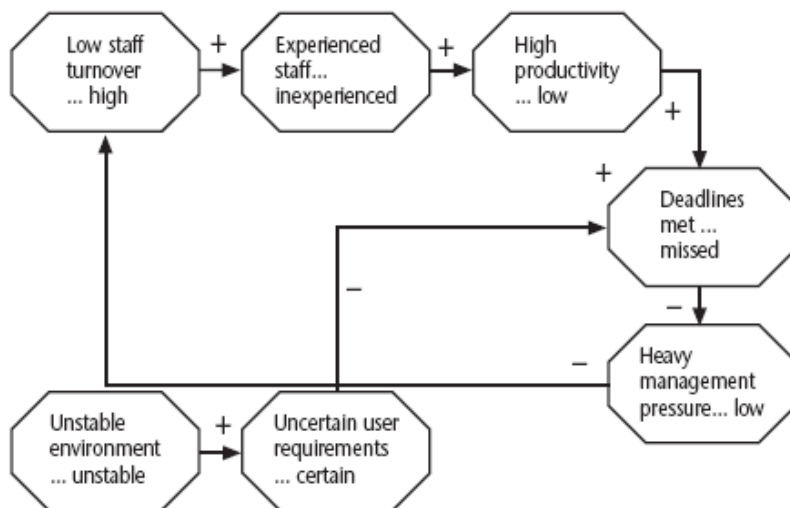 Low staff
turnover
... high
+
Experienced
staff...
inexperienced
+
High
productivity
... low
+
+
Deadlines
met ...
missed
–
–
Heavy
management
pressure... low
–
Unstable
environment
... unstable
+
Uncertain user
requirements
... certain